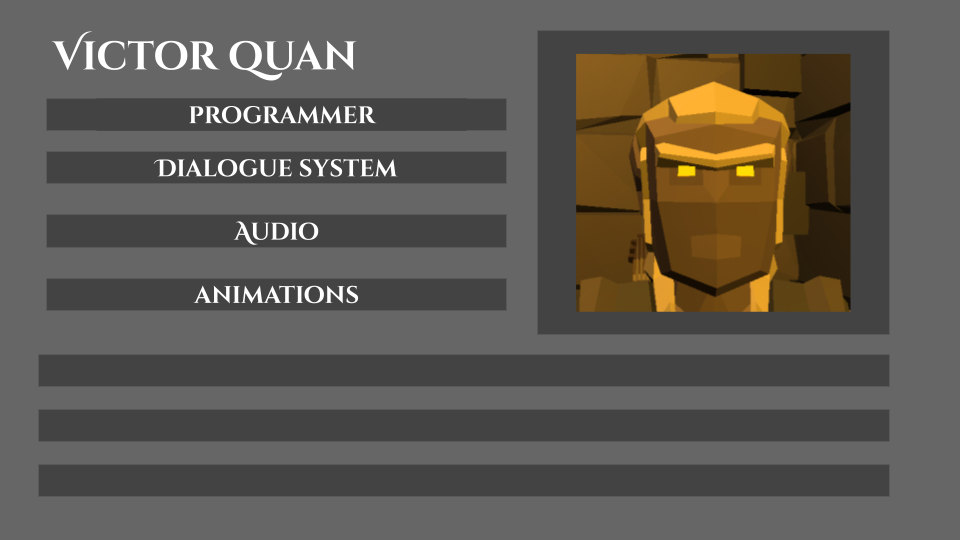 Victor Quan
Programmer
Dialogue system
Audio
Animations